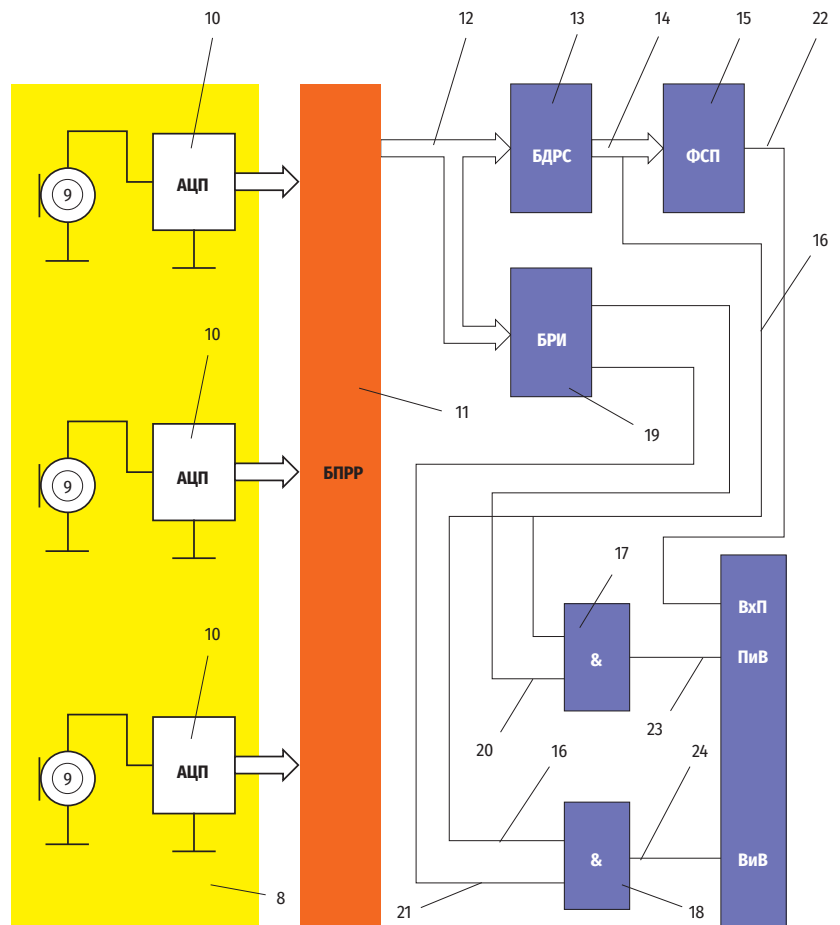 10 12 13 14 15 22
АЦП 9 БДРС ФСП
16
10 БРИ
11 19
9 АЦП БПРР
17
ВхП
10 & ПиВ
20 16 23 24
9 АЦП
& ВиВ
8 21 18